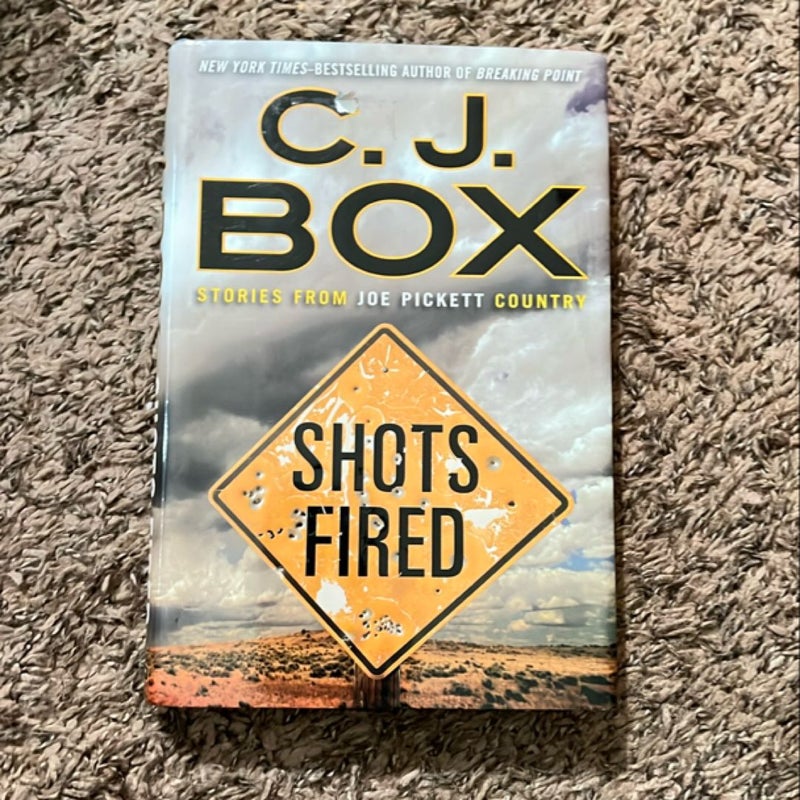 NEW YORK TIMES–BESTSELLING AUTHOR OF BREAKING POINT
C. J.
BOX
STORIES FROM JOE PICKETT COUNTRY
SHOTS
FIRED